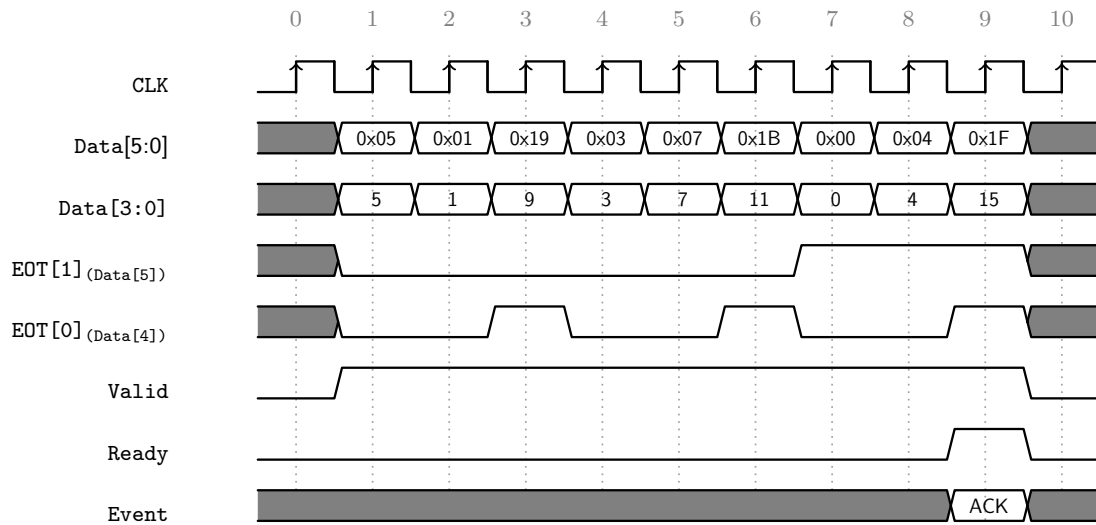 0 1 2 3 4 5 6 7 8 9 10
CLK
Data[5:0] 0x05 0x01 0x19 0x03 0x07 0x1B 0x00 0x04 0x1F
Data[3:0] 5 1 9 3 7 11 0 4 15
EOT[1](Data[5])
EOT[0](Data[4])
Valid
Ready
Event ACK